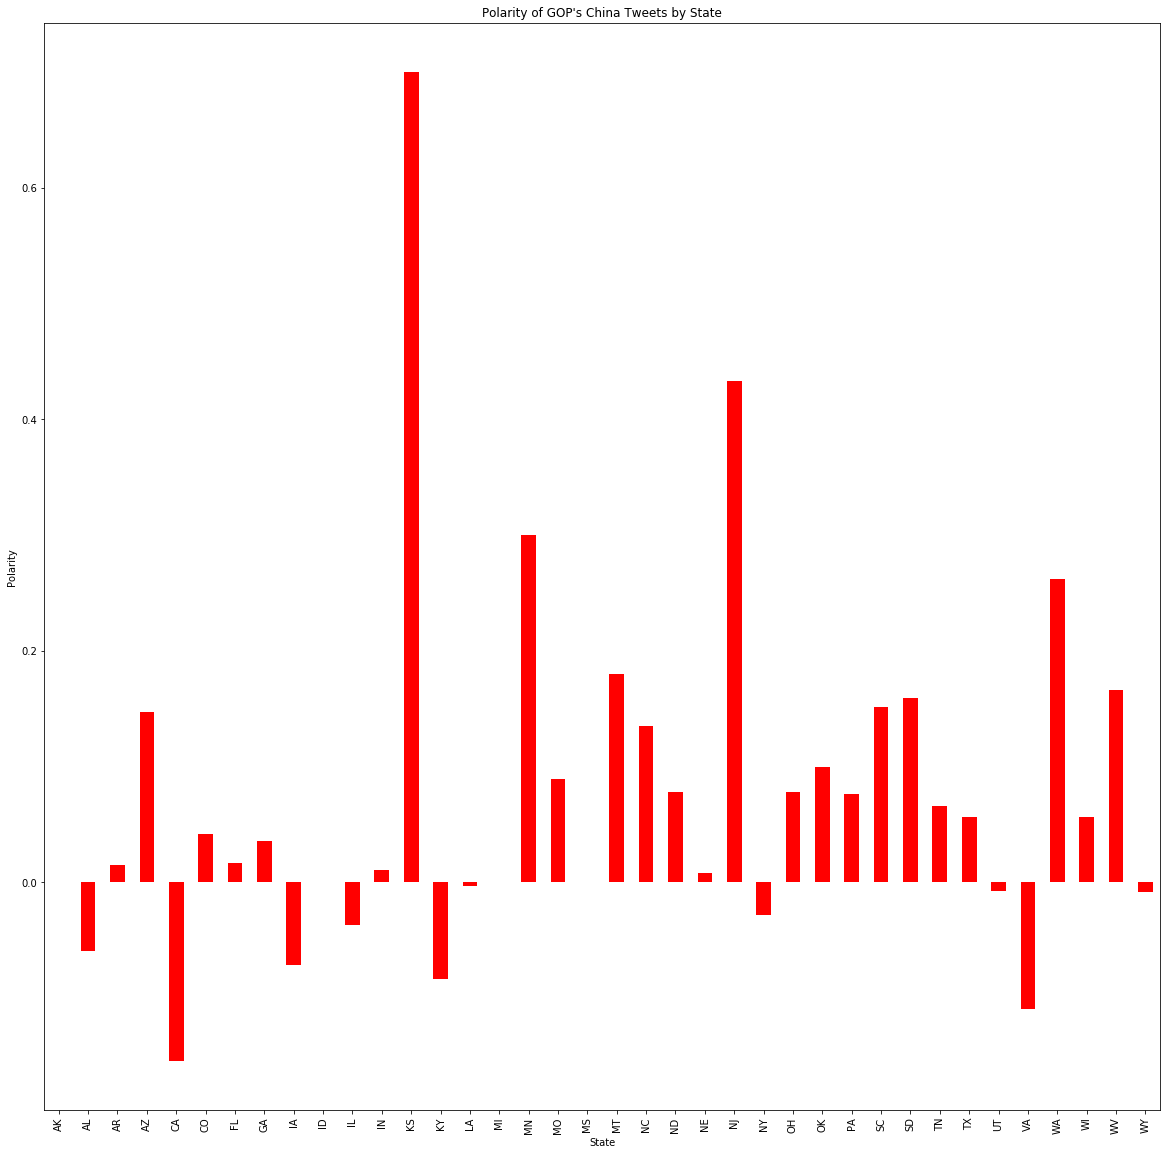 Polarity of GOP's China Tweets by State
Polarity
0.6
0.4
0.2
0.0
AK AL AR AZ CA CO FL GA IA ID IL IN KS KY LA MI MN MO MS MT NC ND NE NJ NY OH OK PA SC SD TN TX UT VA WA WI WV WY
State